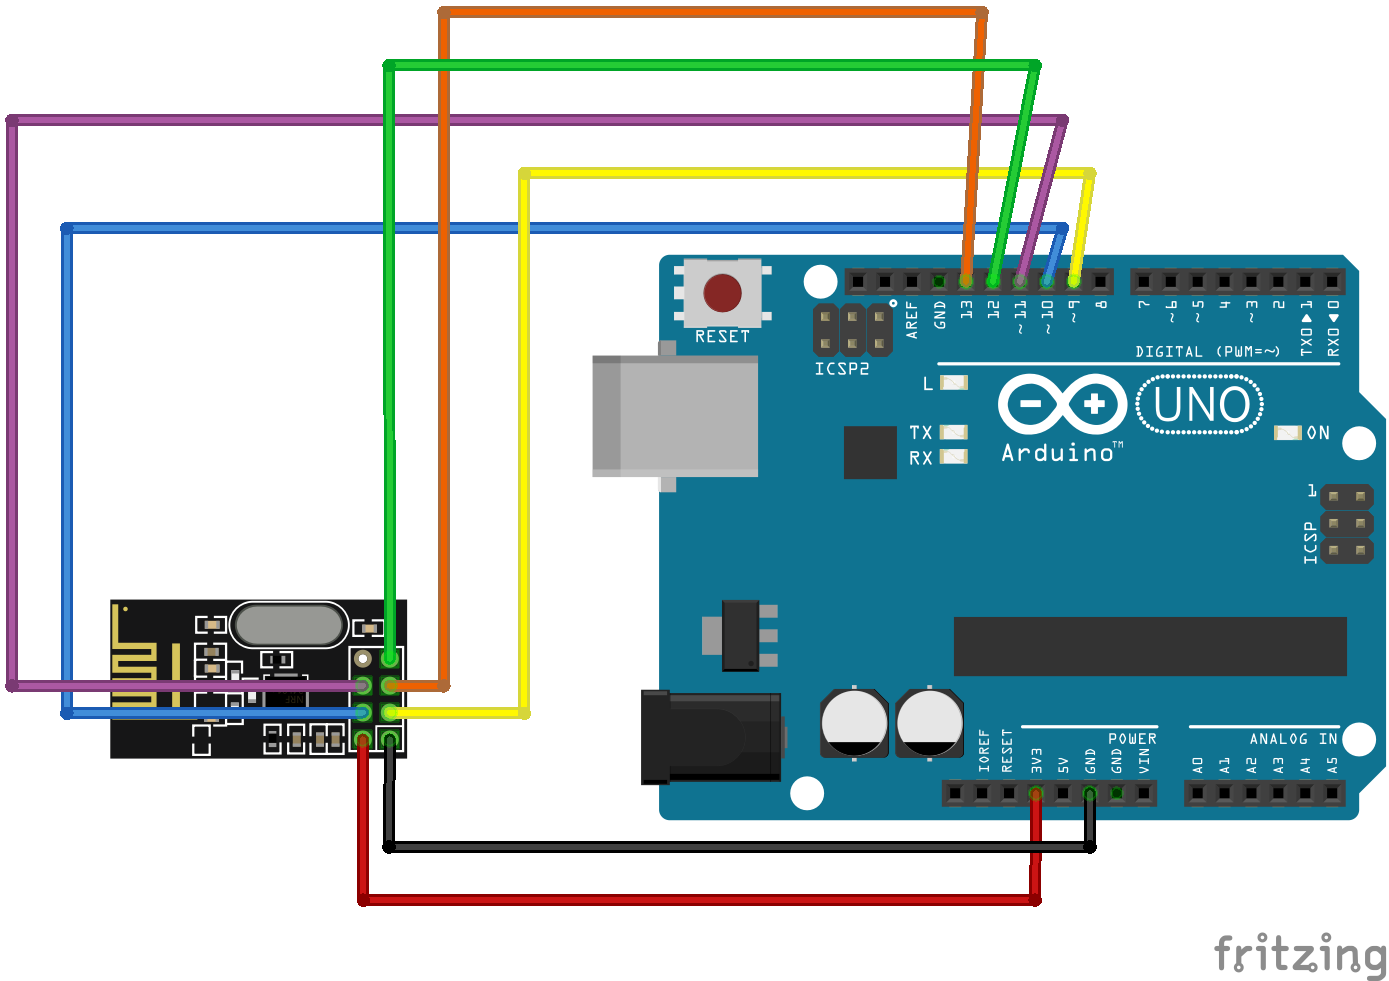 RESET
ICSP2
AREF
GND
13
12
~11
~10
~9
8
7
~6
~5
4
~3
2
TX0▶1
RX0◀0
DIGITAL (PWM=~)
L
TX
RX
UNO
Arduino™
ON
1
ICSP
IOREF
RESET
3V3
5V
GND
GND
VIN
POWER
ANALOG IN
A0
A1
A2
A3
A4
A5
fritzing